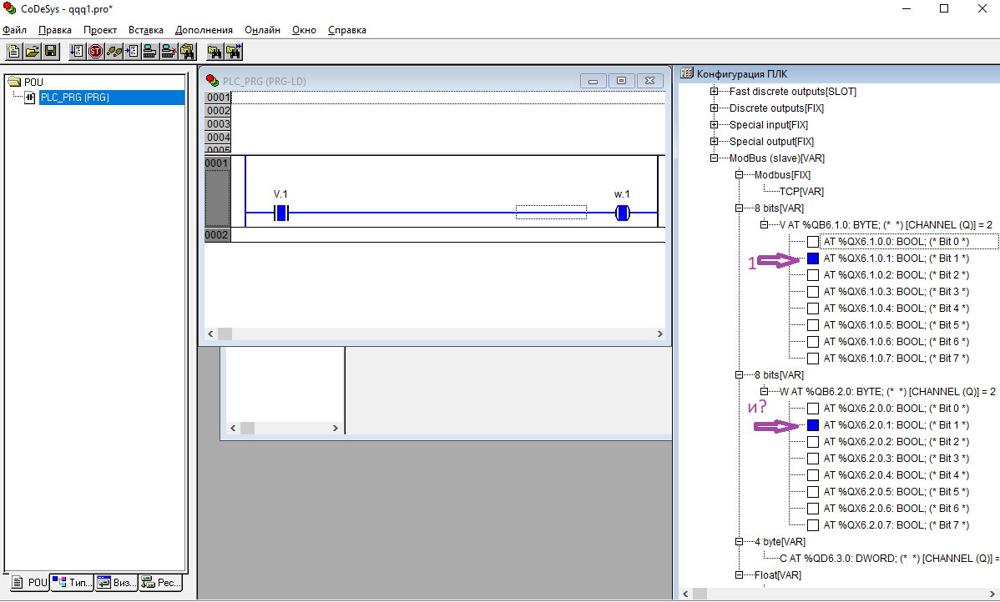 CoDeSys - qqq1.pro*
Файл Правка Проект Вставка Дополнения Онлайн Окно Справка
POU
PLC_PRG (PRG)
POU Тип... Виз... Рес...
PLC_PRG (PRG-LD)
0001
0002
0003
0004
0005
0001
V.1 w.1
0002
Конфигурация ПЛК
Fast discrete outputs[SLOT]
Discrete outputs[FIX]
Special input[FIX]
Special output[FIX]
ModBus (slave)[VAR]
Modbus[FIX]
TCP[VAR]
8 bits[VAR]
V AT %QB6.1.0: BYTE; (* *) [CHANNEL (Q)] = 2
AT %QX6.1.0.0: BOOL; (* Bit 0 *)
1 AT %QX6.1.0.1: BOOL; (* Bit 1 *)
AT %QX6.1.0.2: BOOL; (* Bit 2 *)
AT %QX6.1.0.3: BOOL; (* Bit 3 *)
AT %QX6.1.0.4: BOOL; (* Bit 4 *)
AT %QX6.1.0.5: BOOL; (* Bit 5 *)
AT %QX6.1.0.6: BOOL; (* Bit 6 *)
AT %QX6.1.0.7: BOOL; (* Bit 7 *)
8 bits[VAR]
W AT %QB6.2.0: BYTE; (* *) [CHANNEL (Q)] = 2
и? AT %QX6.2.0.0: BOOL; (* Bit 0 *)
AT %QX6.2.0.1: BOOL; (* Bit 1 *)
AT %QX6.2.0.2: BOOL; (* Bit 2 *)
AT %QX6.2.0.3: BOOL; (* Bit 3 *)
AT %QX6.2.0.4: BOOL; (* Bit 4 *)
AT %QX6.2.0.5: BOOL; (* Bit 5 *)
AT %QX6.2.0.6: BOOL; (* Bit 6 *)
AT %QX6.2.0.7: BOOL; (* Bit 7 *)
4 byte[VAR]
C AT %QD6.3.0: DWORD; (* *) [CHANNEL (Q)] =
Float[VAR]